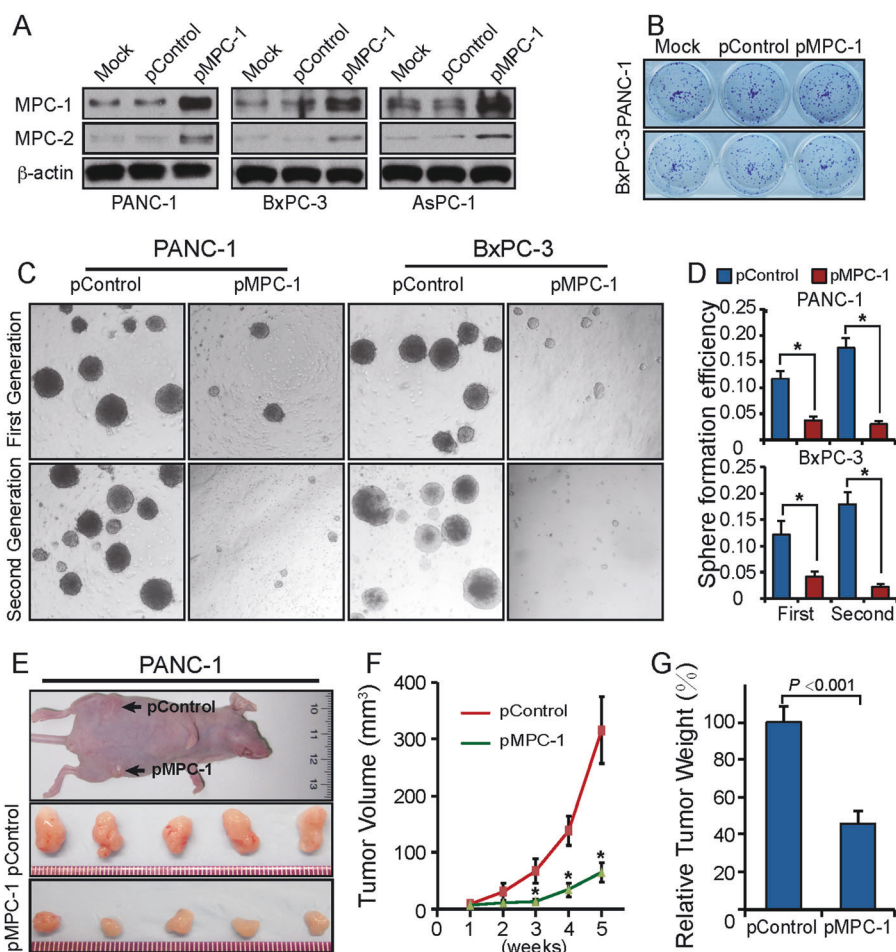 A
Mock pControl pMPC-1 Mock pControl pMPC-1 Mock pControl pMPC-1
MPC-1
MPC-2
β-actin
PANC-1 BxPC-3 AsPC-1
B
Mock pControl pMPC-1
PANC-1
BxPC-3
C
PANC-1 BxPC-3
pControl pMPC-1 pControl pMPC-1
First Generation
Second Generation
D
pControl pMPC-1
PANC-1
Sphere formation efficiency
0.20
0.15
0.10
0.05
0
* *
BxPC-3
0.20
0.15
0.10
0.05
0
* *
First Second
E
PANC-1
pControl
pMPC-1
10
11
12
13
pControl
pMPC-1
F
Tumor Volume (mm³)
400
300
200
100
0
pControl
pMPC-1
* * *
0 1 2 3 4 5
(weeks)
G
Relative Tumor Weight (%)
P <0.001
100
80
60
40
20
0
pControl pMPC-1